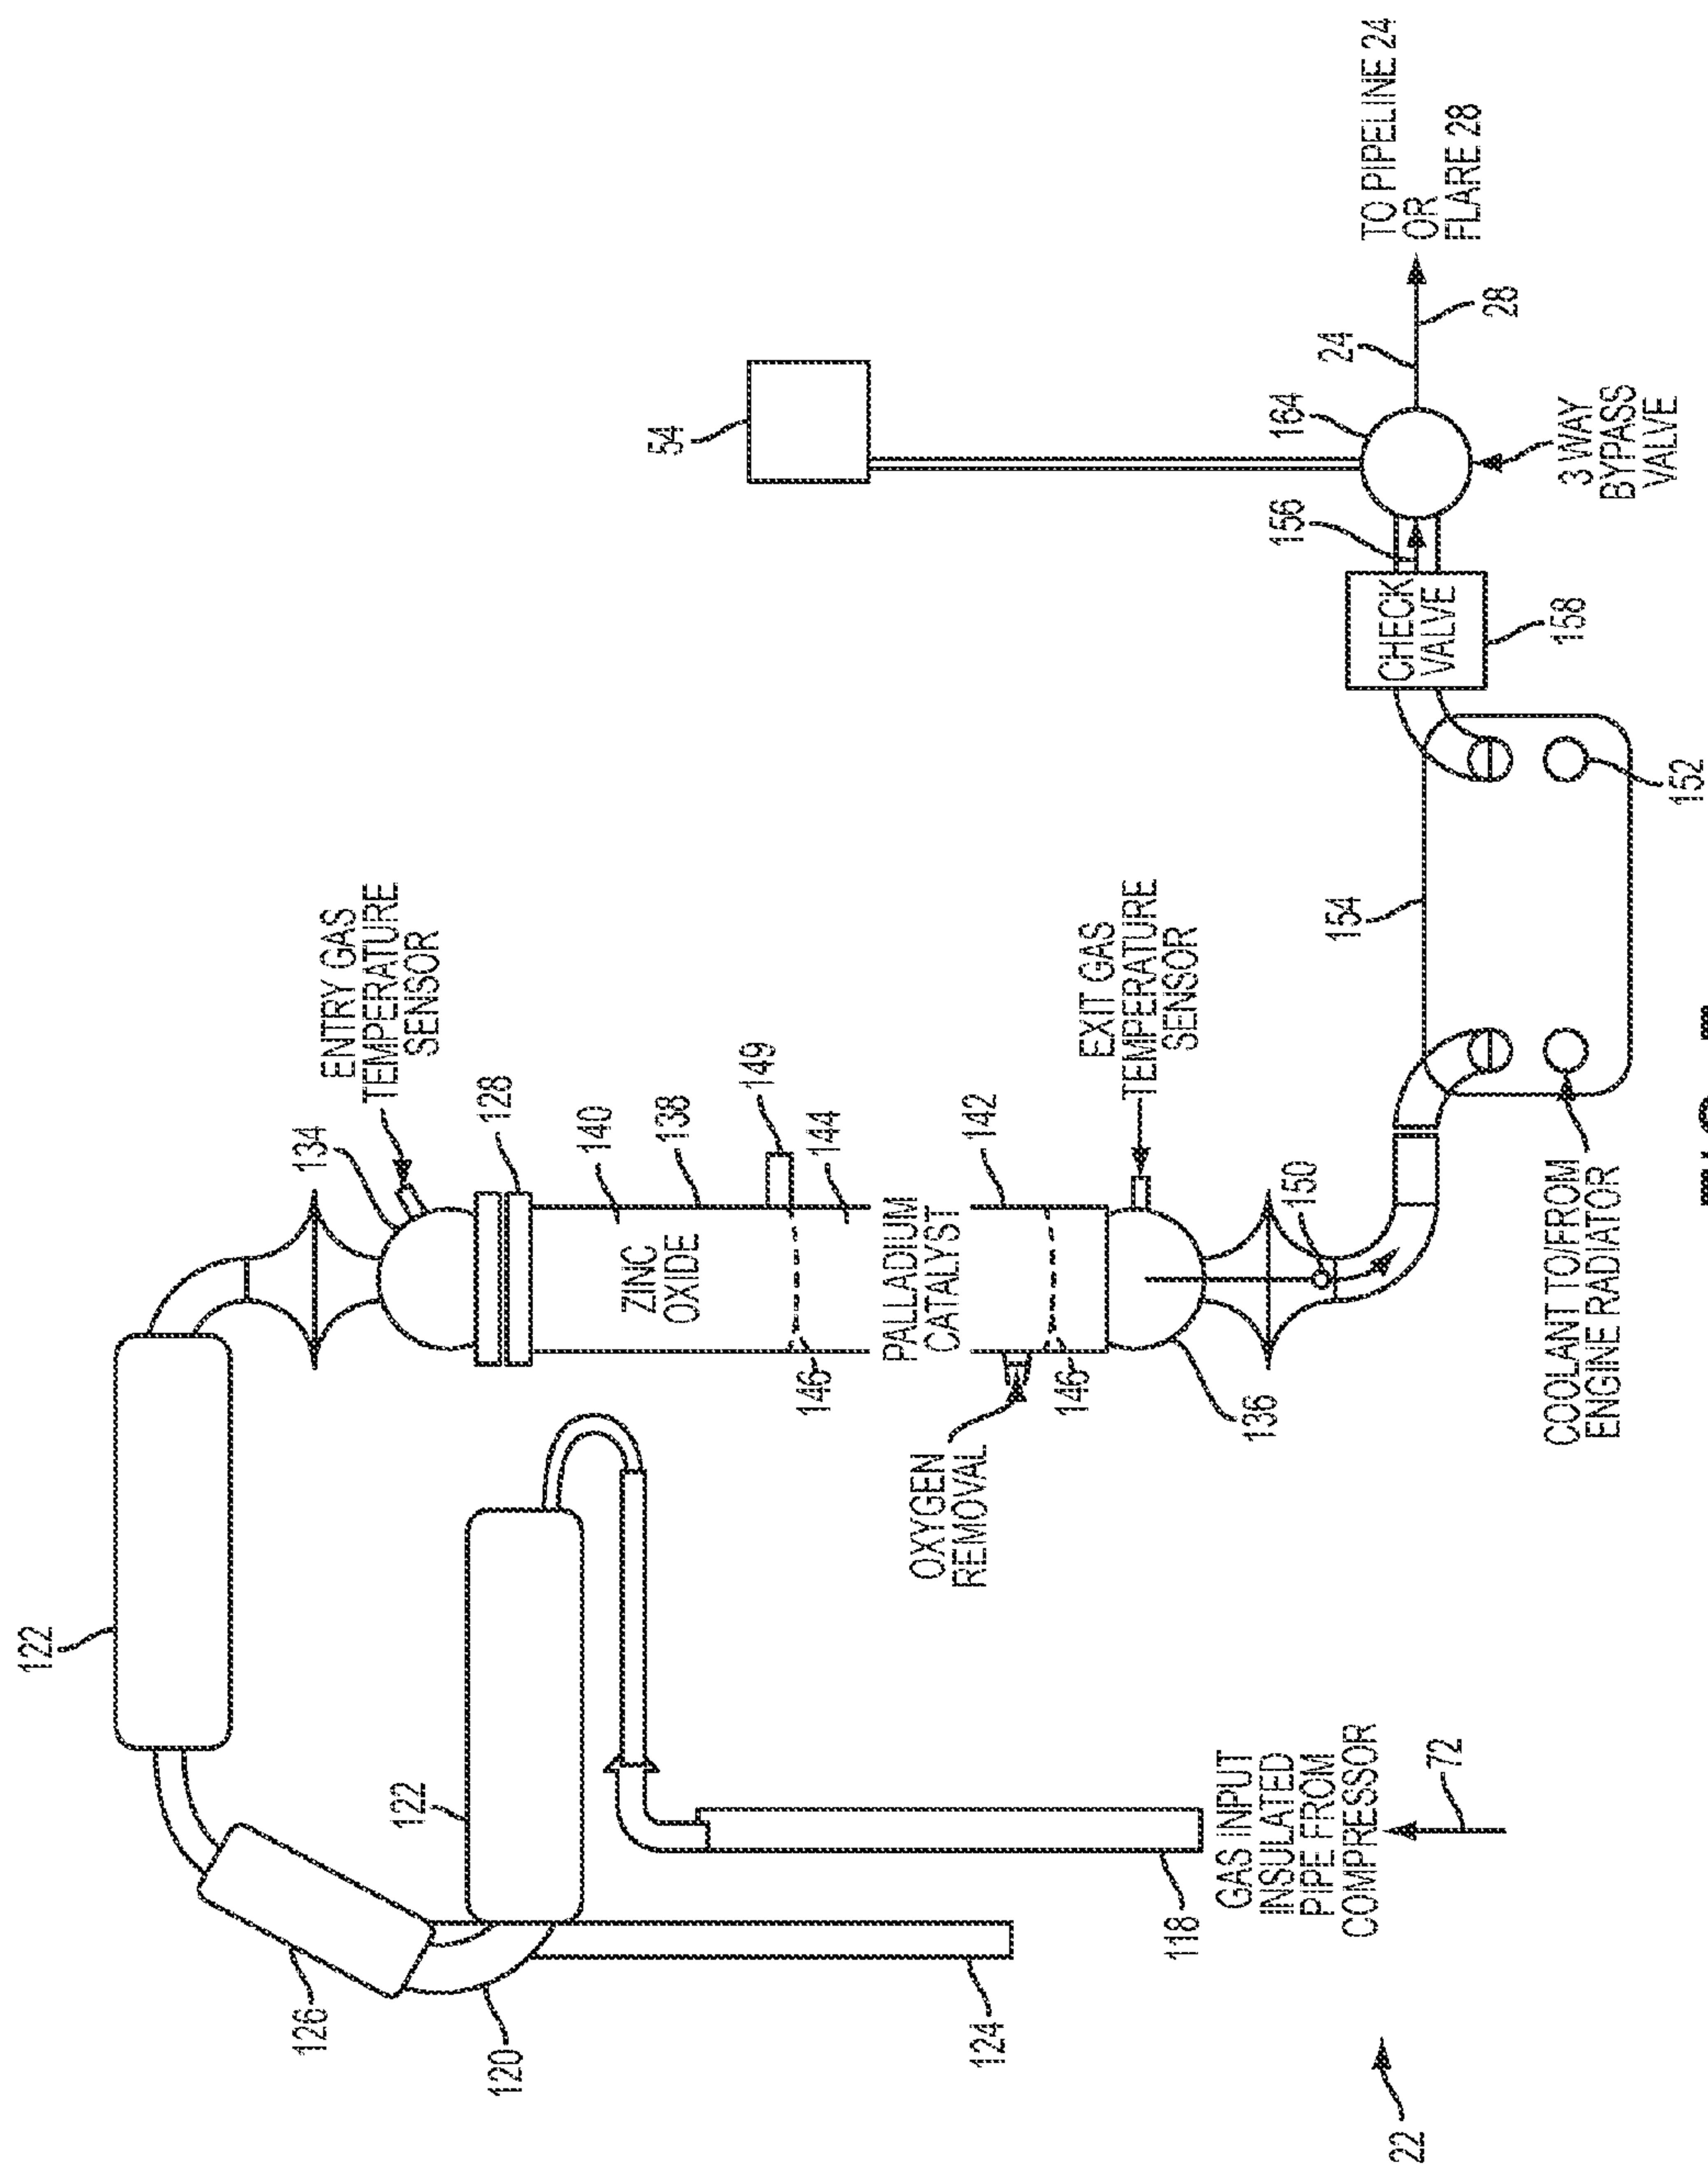 122
126
120
124
122
118
GAS INPUT
INSULATED
PIPE FROM
COMPRESSOR
72
22
134
ENTRY GAS
TEMPERATURE
SENSOR
128
140
138
149
144
ZINC
OXIDE
146
PALLADIUM
CATALYST
142
OXYGEN
REMOVAL
146
136
EXIT GAS
TEMPERATURE
SENSOR
150
COOLANT TO/FROM
ENGINE RADIATOR
154
152
CHECK
VALVE
158
156
54
164
3 WAY
BYPASS
VALVE
24
28
TO PIPELINE 24
OR
FLARE 28